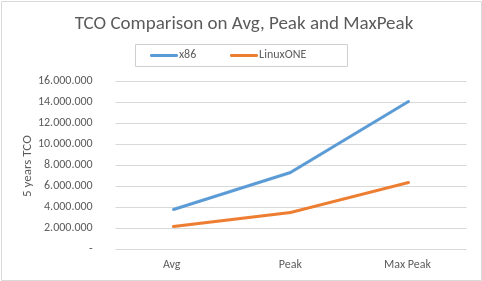 TCO Comparison on Avg, Peak and MaxPeak
x86 LinuxONE
16.000.000
14.000.000
12.000.000
10.000.000
8.000.000
6.000.000
4.000.000
2.000.000
-
5 years TCO
Avg Peak Max Peak